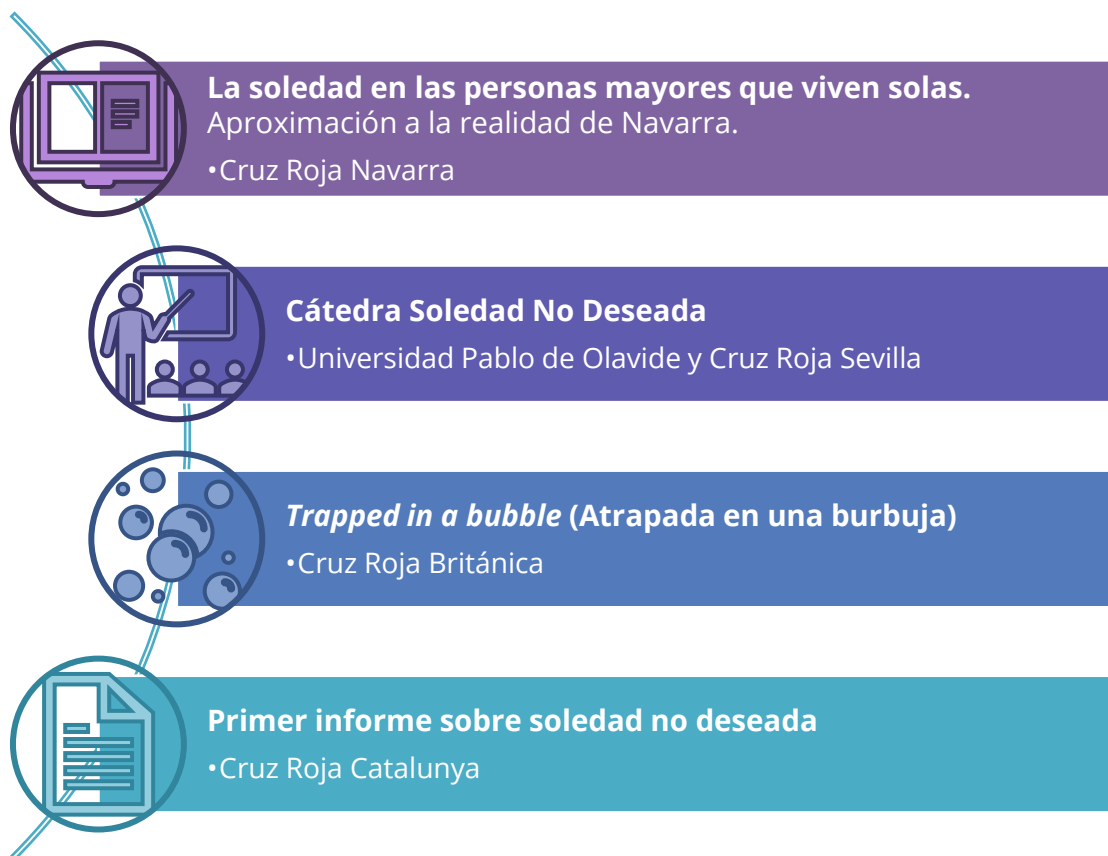 La soledad en las personas mayores que viven solas.
Aproximación a la realidad de Navarra.
•Cruz Roja Navarra
Cátedra Soledad No Deseada
•Universidad Pablo de Olavide y Cruz Roja Sevilla
Trapped in a bubble (Atrapada en una burbuja)
•Cruz Roja Británica
Primer informe sobre soledad no deseada
•Cruz Roja Catalunya